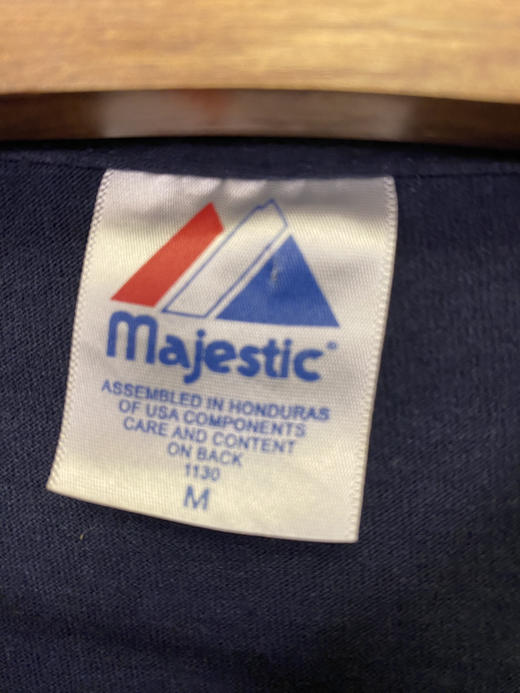 Majestic®
ASSEMBLED IN HONDURAS
OF USA COMPONENTS
CARE AND CONTENT
ON BACK
1130
M